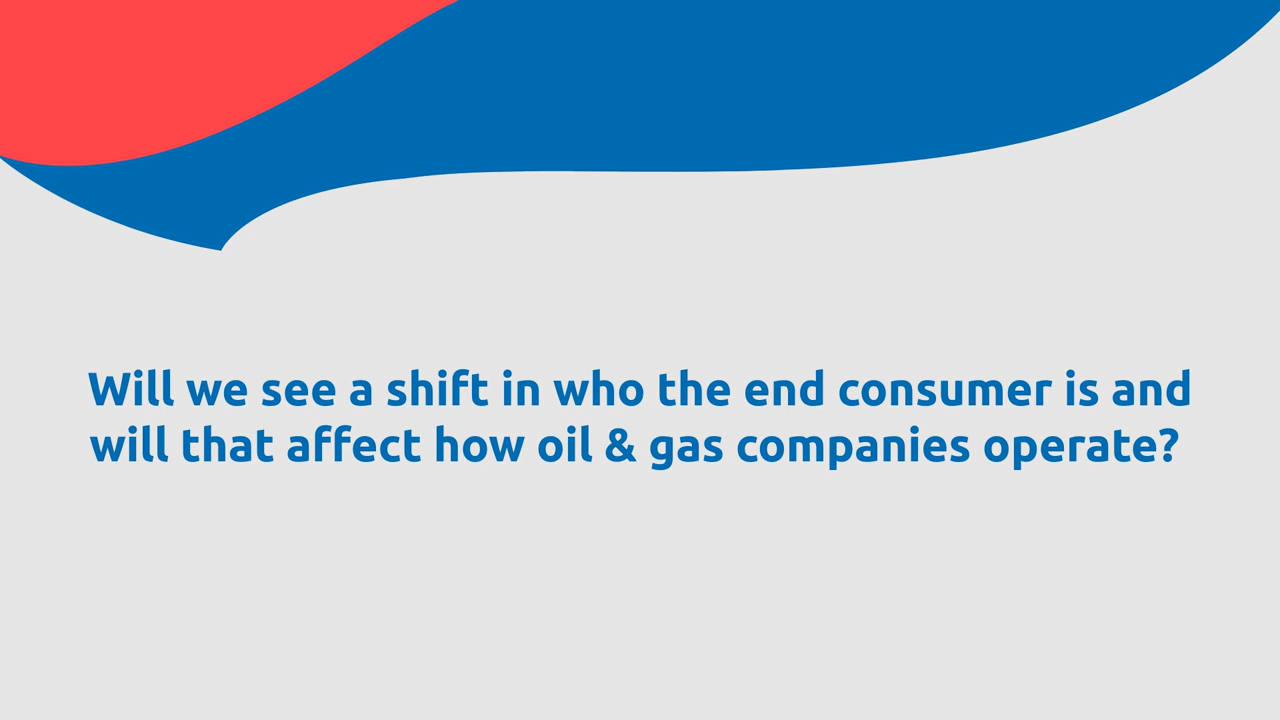 Will we see a shift in who the end consumer is and
will that affect how oil & gas companies operate?